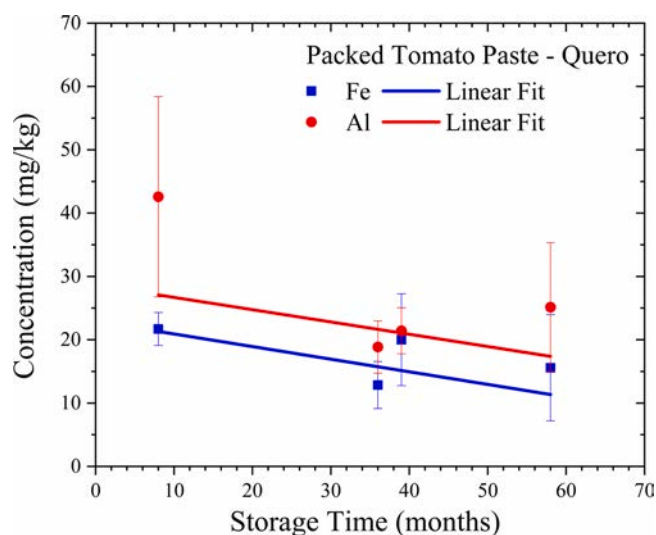 Packed Tomato Paste - Quero
Fe Linear Fit
Al Linear Fit
Concentration (mg/kg)
70
60
50
40
30
20
10
0
0 10 20 30 40 50 60 70
Storage Time (months)